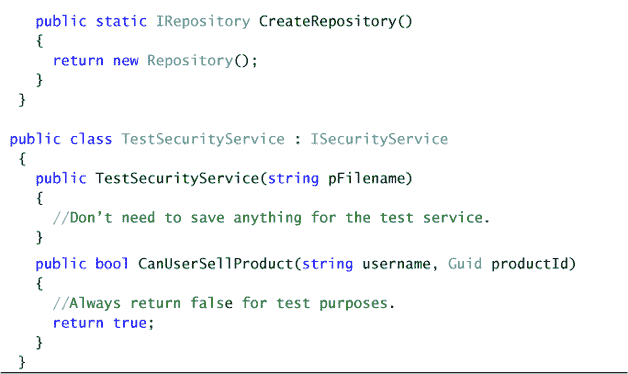 public static IRepository CreateRepository()
{
return new Repository();
}
}
public class TestSecurityService : ISecurityService
{
public TestSecurityService(string pFilename)
{
//Don’t need to save anything for the test service.
}
public bool CanUserSellProduct(string username, Guid productId)
{
//Always return false for test purposes.
return true;
}
}